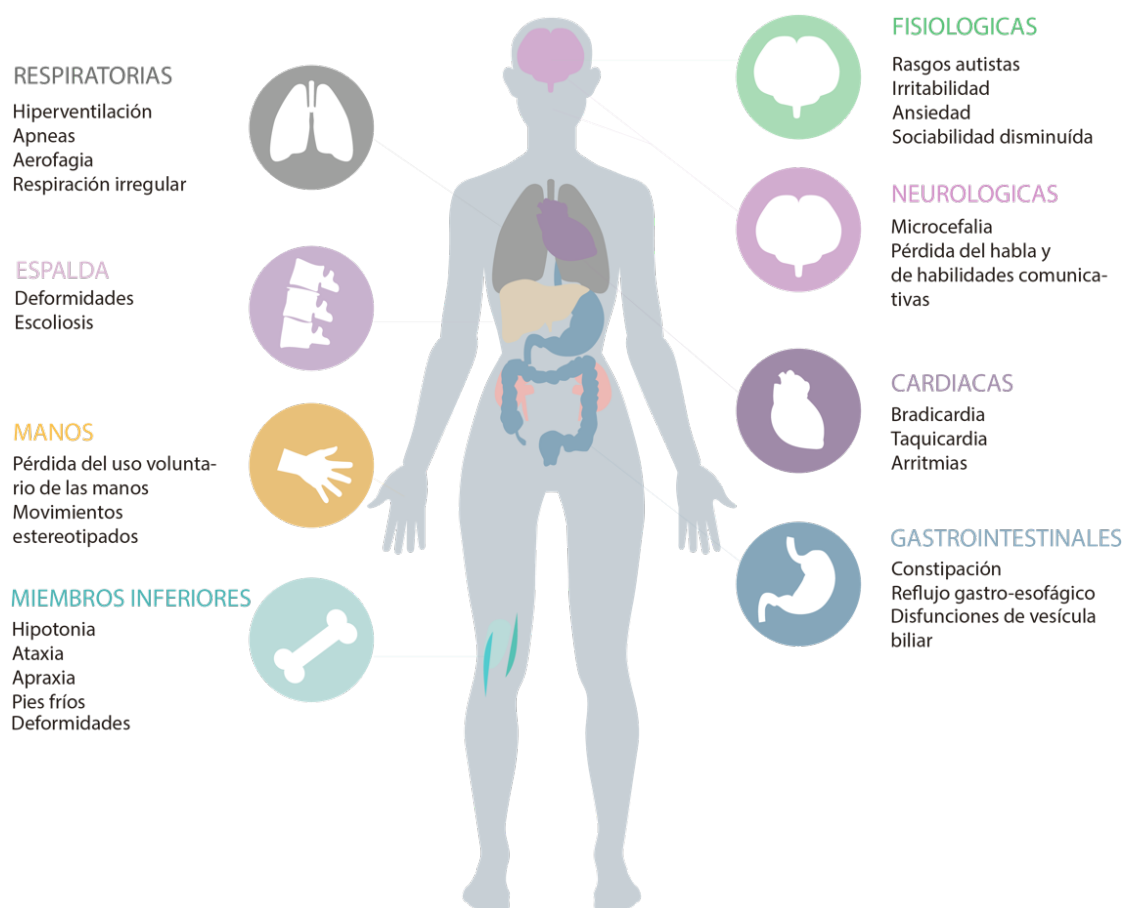 RESPIRATORIAS
Hiperventilación
Apneas
Aerofagia
Respiración irregular
ESPALDA
Deformidades
Escoliosis
MANOS
Pérdida del uso volunta-
rio de las manos
Movimientos
estereotipados
MIEMBROS INFERIORES
Hipotonia
Ataxia
Apraxia
Pies fríos
Deformidades
FISIOLOGICAS
Rasgos autistas
Irritabilidad
Ansiedad
Sociabilidad disminuída
NEUROLOGICAS
Microcefalia
Pérdida del habla y
de habilidades comunica-
tivas
CARDIACAS
Bradicardia
Taquicardia
Arritmias
GASTROINTESTINALES
Constipación
Reflujo gastro-esofágico
Disfunciones de vesícula
biliar